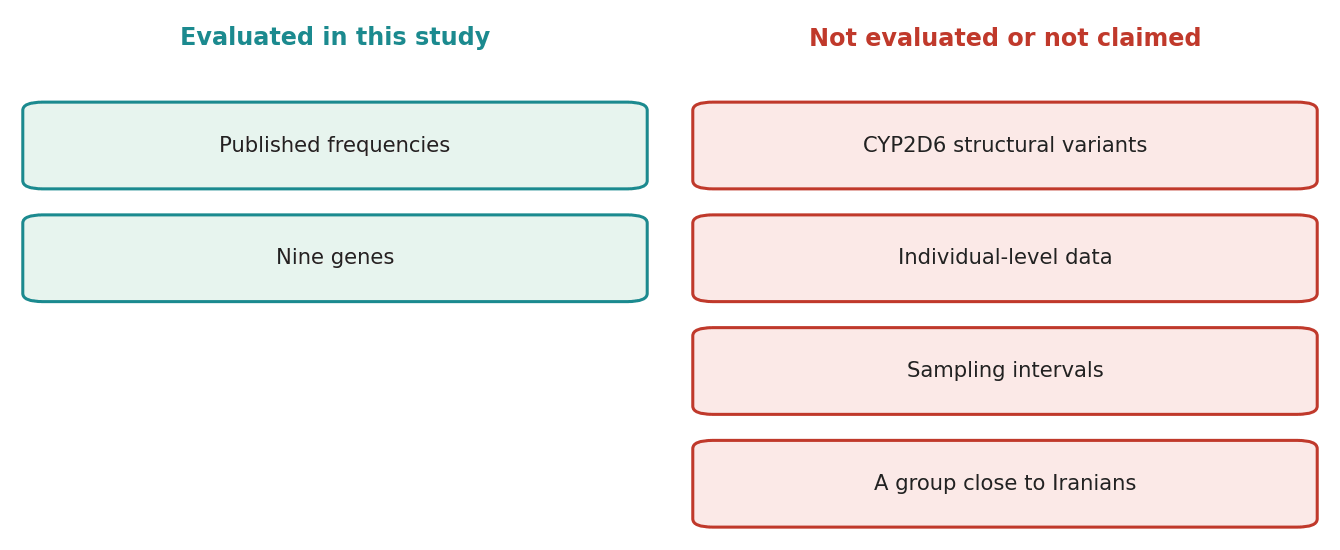 Evaluated in this study
Published frequencies
Nine genes
Not evaluated or not claimed
CYP2D6 structural variants
Individual-level data
Sampling intervals
A group close to Iranians